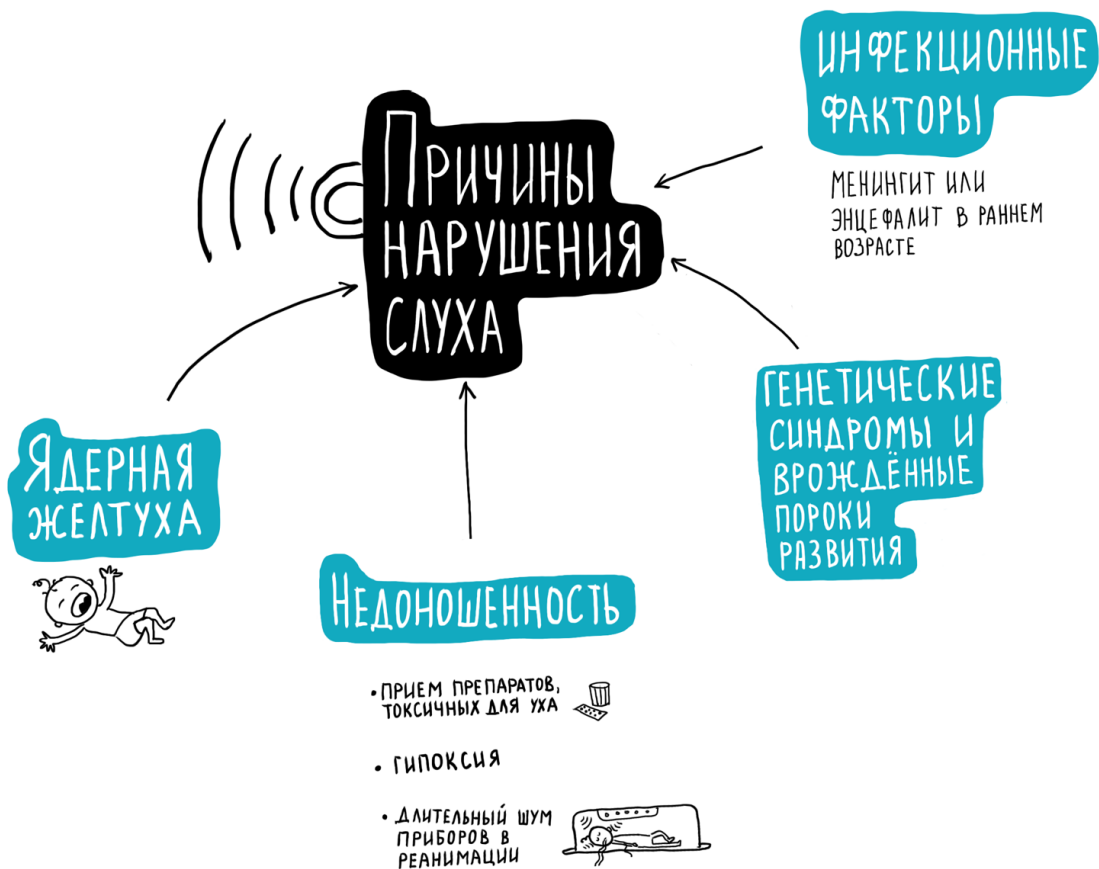 Причины
нарушения
слуха
Инфекционные
факторы
менингит или
энцефалит в раннем
возрасте
Генетические
синдромы и
врождённые
пороки
развития
Ядерная
желтуха
Недоношенность
• Прием препаратов,
токсичных для уха
• Гипоксия
• Длительный шум
приборов в
реанимации